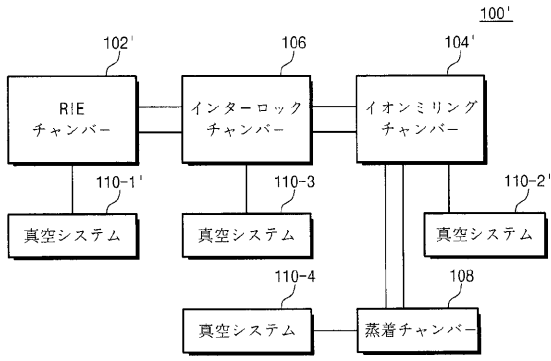 100'
102'
106
104'
RIE
チャンバー
インターロック
チャンバー
イオンミリング
チャンバー
110-1'
110-3
110-2'
真空システム
真空システム
真空システム
110-4
108
真空システム
蒸着チャンバー